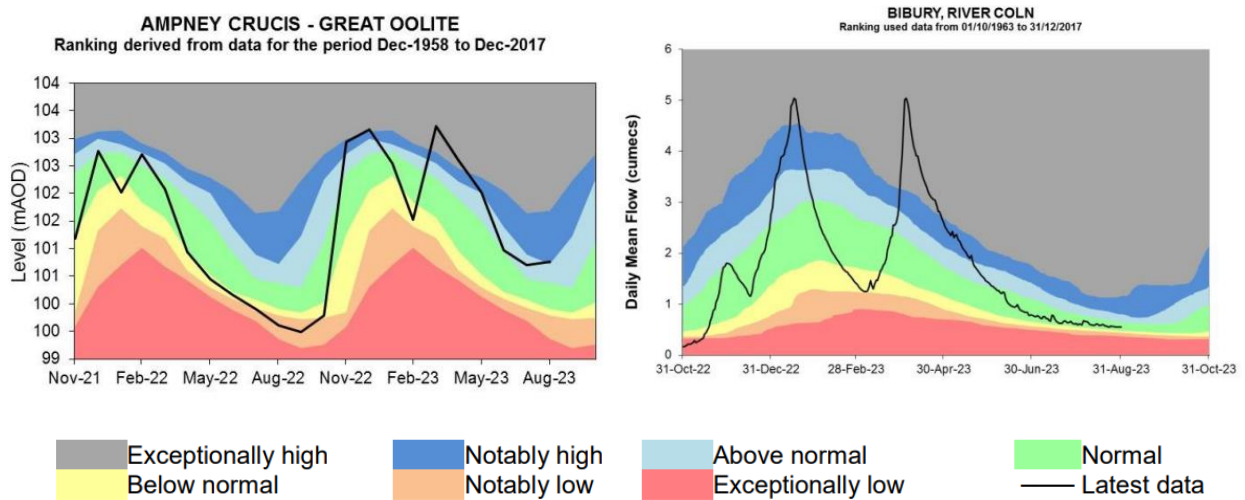 AMPNEY CRUCIS - GREAT OOLITE
Ranking derived from data for the period Dec-1958 to Dec-2017
Level (mAOD)
104
104
103
103
102
102
101
101
100
100
99
Nov-21 Feb-22 May-22 Aug-22 Nov-22 Feb-23 May-23 Aug-23
BIBURY, RIVER COLN
Ranking used data from 01/10/1963 to 31/12/2017
Daily Mean Flow (cumecs)
6
5
4
3
2
1
0
31-Oct-22 31-Dec-22 28-Feb-23 30-Apr-23 30-Jun-23 31-Aug-23 31-Oct-23
Exceptionally high Notably high Above normal Normal
Below normal Notably low Exceptionally low Latest data